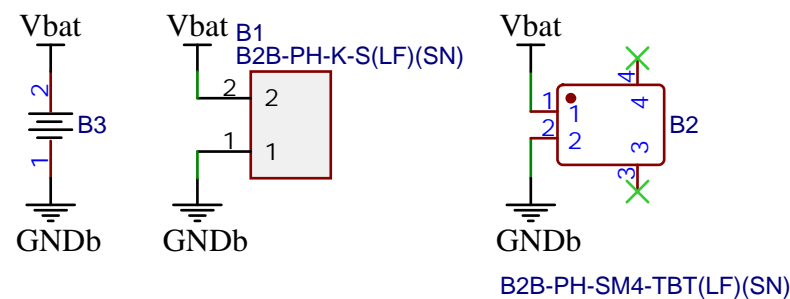 Vbat
2
B3
1
GNDb
Vbat
B1
B2B-PH-K-S(LF)(SN)
2
2
1
1
GNDb
Vbat
4
4
B2
1
1
2
2
3
3
GNDb
B2B-PH-SM4-TBT(LF)(SN)